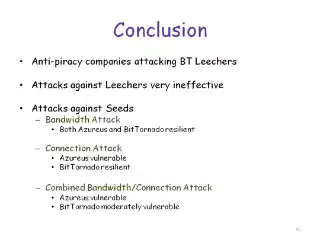 Conclusion
• Anti-piracy companies attacking BT Leechers
• Attacks against Leechers very ineffective
• Attacks against Seeds
– Bandwidth Attack
• Both Azureus and BitTornado resilient
– Connection Attack
• Azureus vulnerable
• BitTornado resilient
– Combined Bandwidth/Connection Attack
• Azureus vulnerable
• BitTornado moderately vulnerable